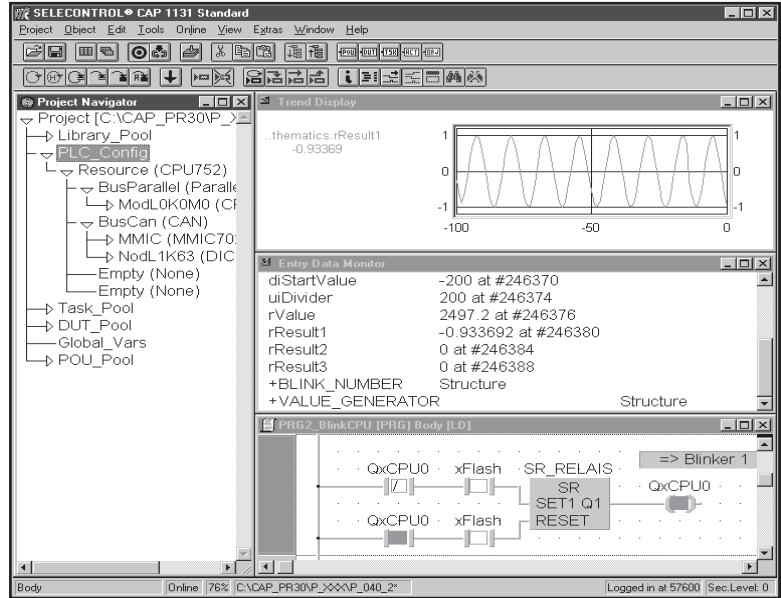 SELECONTROL® CAP 1131 Standard
Project Object Edit Tools Online View Extras Window Help
Project Navigator
Project [C:\CAP_PR30\P_X
Library_Pool
PLC_Config
Resource (CPU752)
BusParallel (Paralle
ModL0K0M0 (CF
BusCan (CAN)
MMIC (MMIC70
NodL1K63 (DIC
Empty (None)
Empty (None)
Task_Pool
DUT_Pool
Global_Vars
POU_Pool
Trend Display
..thematics.rResult1
-0.93369
1
0
-1
1
0
-1
-100 -50 0
Entry Data Monitor
diStartValue -200 at #246370
uiDivider 200 at #246374
rValue 2497.2 at #246376
rResult1 -0.933692 at #246380
rResult2 0 at #246384
rResult3 0 at #246388
+BLINK_NUMBER Structure
+VALUE_GENERATOR Structure
PRG2_BlinkCPU [PRG] Body [LD]
=> Blinker 1
QxCPU0 xFlash SR_RELAIS
SR QxCPU0
SET1 Q1
QxCPU0 xFlash RESET
Body Online 76% C:\CAP_PR30\P_XXX\P_040_2* Logged in at 57600 Sec.Level: 0